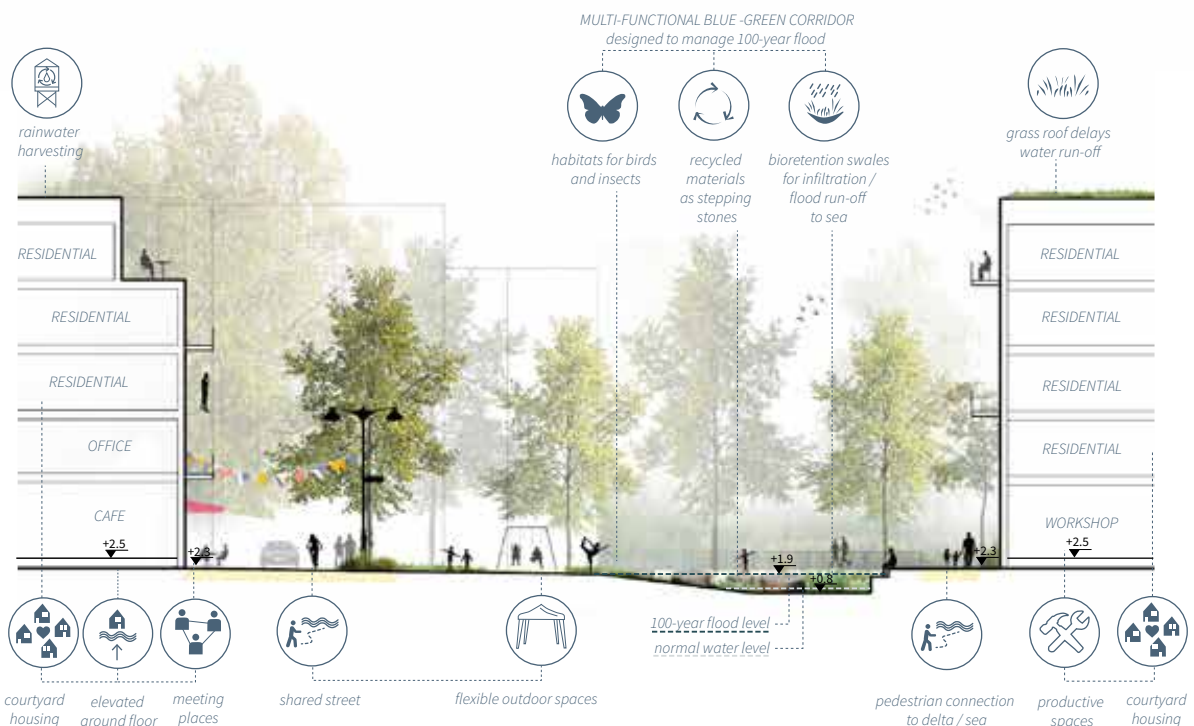 MULTI-FUNCTIONAL BLUE -GREEN CORRIDOR
designed to manage 100-year flood
rainwater
harvesting
habitats for birds
and insects
recycled
materials
as stepping
stones
bioretention swales
for infiltration /
flood run-off
to sea
grass roof delays
water run-off
RESIDENTIAL
RESIDENTIAL
RESIDENTIAL
OFFICE
CAFE
+2.5
+2.3
RESIDENTIAL
RESIDENTIAL
RESIDENTIAL
RESIDENTIAL
WORKSHOP
+2.5
+2.3
+1.9
+0.8
100-year flood level
normal water level
courtyard
housing
elevated
ground floor
meeting
places
shared street
flexible outdoor spaces
pedestrian connection
to delta / sea
productive
spaces
courtyard
housing